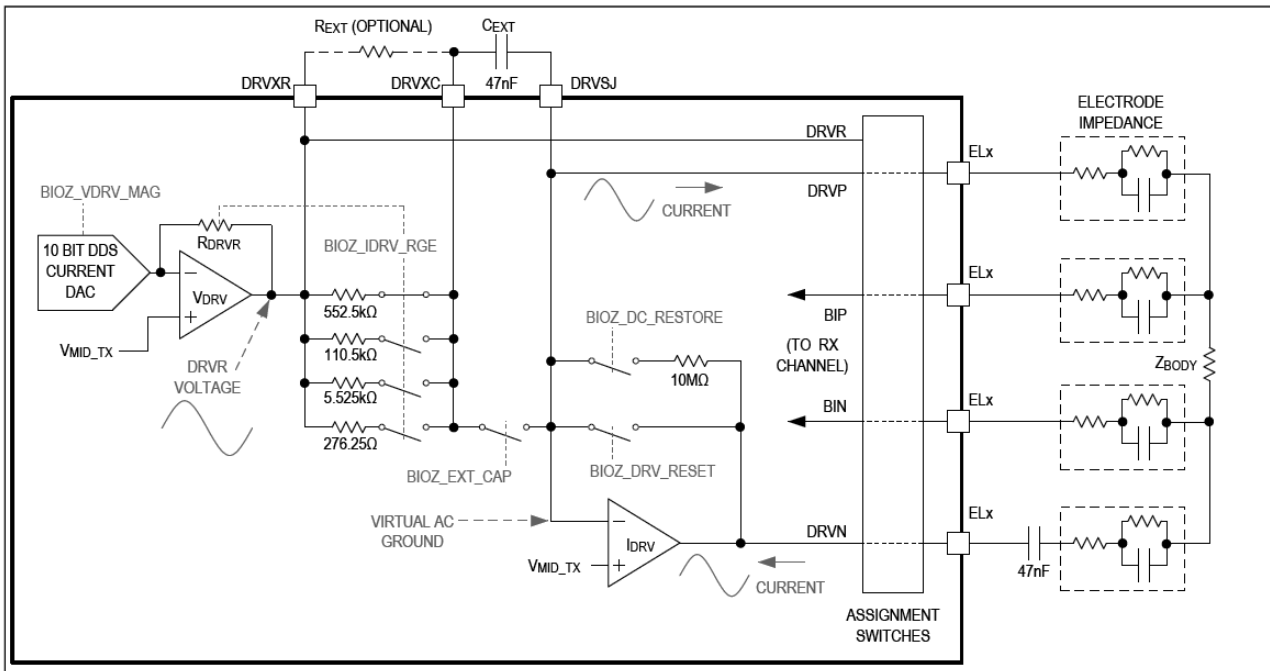 REXT (OPTIONAL)
CEXT
47nF
DRVXR
DRVXC
DRVSJ
ELECTRODE
IMPEDANCE
DRVR
ELx
BIOZ_VDRV_MAG
DRVP
CURRENT
RDRVR
BIOZ_IDRV_RGE
10 BIT DDS
CURRENT
DAC
VDRV
VMID_TX
552.5kΩ
110.5kΩ
5.525kΩ
276.25Ω
DRVR
VOLTAGE
BIOZ_DC_RESTORE
10MΩ
BIP
(TO RX
CHANNEL)
BIN
ELx
ZBODY
ELx
BIOZ_EXT_CAP
BIOZ_DRV_RESET
VIRTUAL AC
GROUND
IDRV
VMID_TX
DRVN
CURRENT
ELx
47nF
ASSIGNMENT
SWITCHES